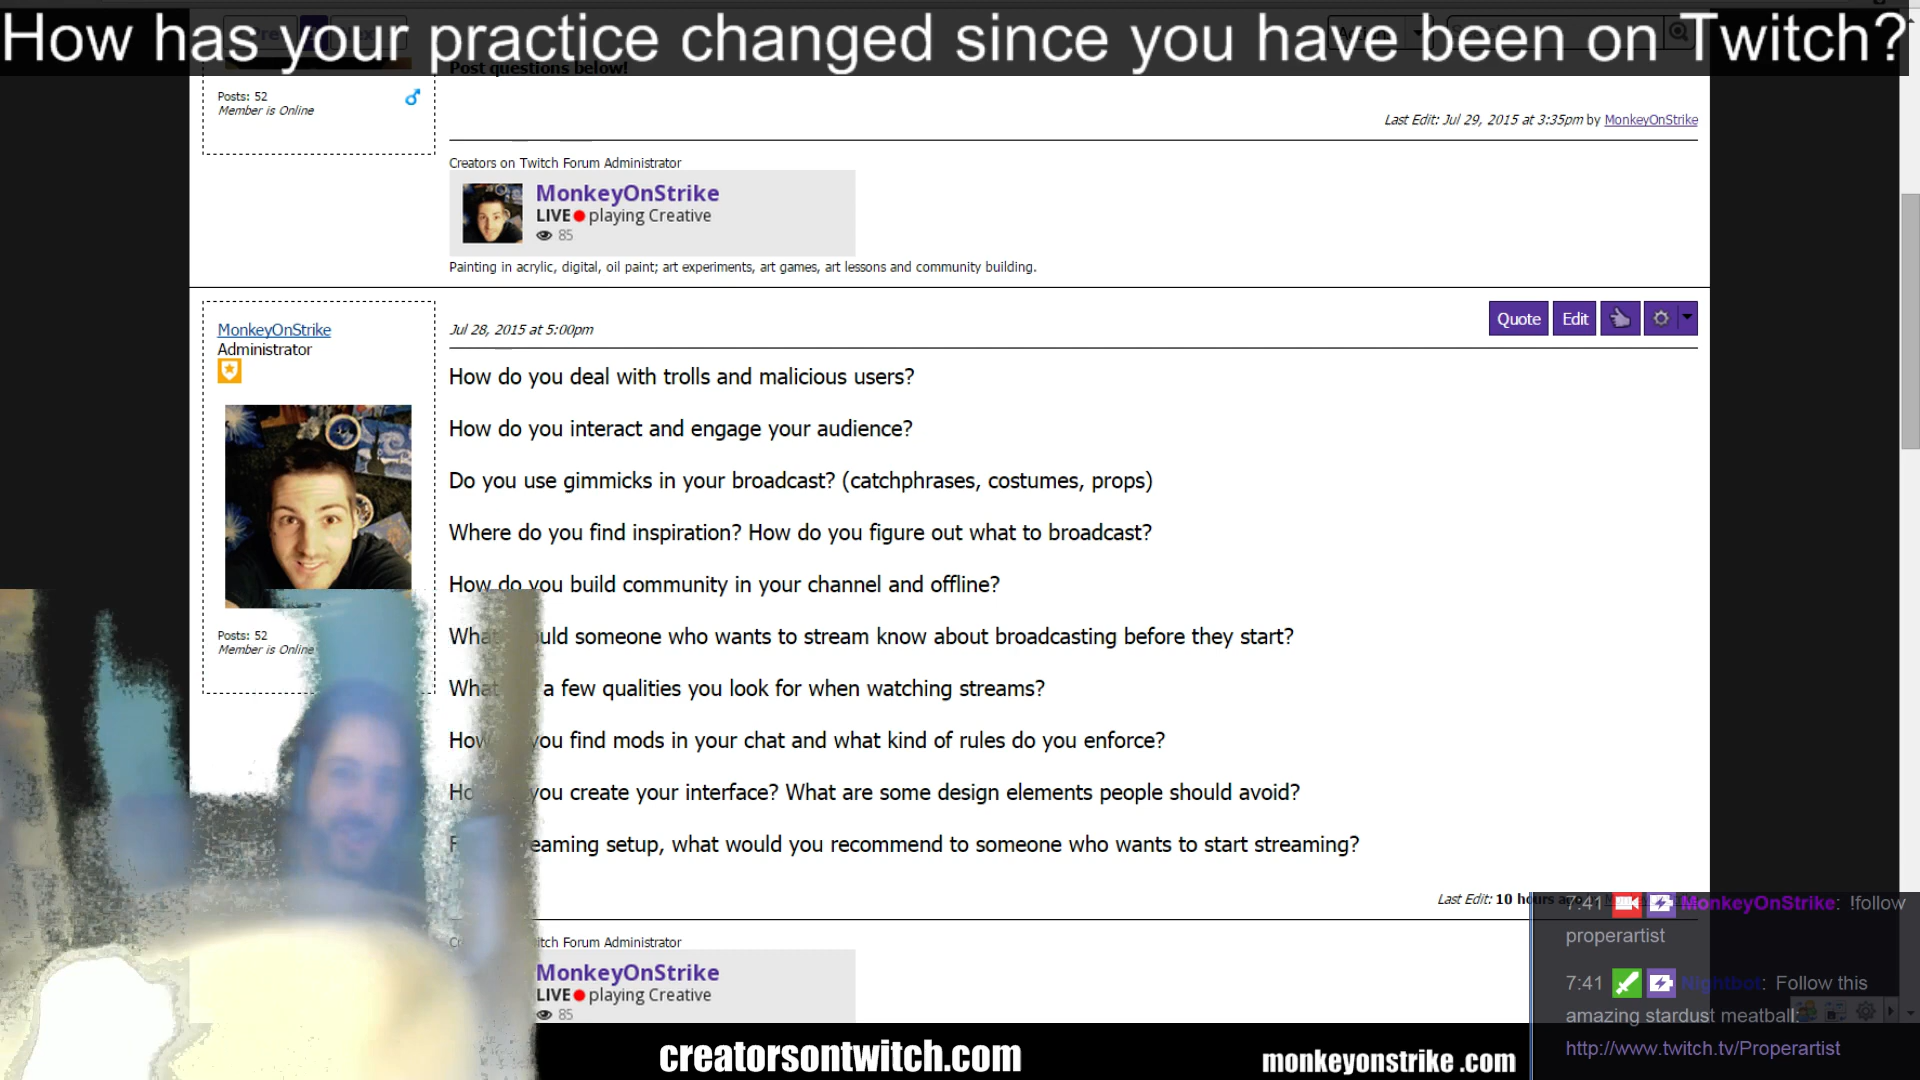 How has your practice changed since you have been on Twitch?
Post questions below!
Posts: 52
Member is Online
Last Edit: Jul 29, 2015 at 3:35pm by MonkeyOnStrike
Creators on Twitch Forum Administrator
MonkeyOnStrike
LIVE playing Creative
85
Painting in acrylic, digital, oil paint; art experiments, art games, art lessons and community building.
MonkeyOnStrike
Administrator
Jul 28, 2015 at 5:00pm
Quote Edit
How do you deal with trolls and malicious users?
How do you interact and engage your audience?
Do you use gimmicks in your broadcast? (catchphrases, costumes, props)
Where do you find inspiration? How do you figure out what to broadcast?
How do you build community in your channel and offline?
Posts: 52
Member is Online
What someone who wants to stream know about broadcasting before they start?
What a few qualities you look for when watching streams?
How you find mods in your chat and what kind of rules do you enforce?
you create your interface? What are some design elements people should avoid?
setup, what would you recommend to someone who wants to start streaming?
Last Edit: 10 hours
Forum Administrator
MonkeyOnStrike
LIVE playing Creative
85
7:41 MonkeyOnStrike: !follow
properartist
7:41 Nightbot: Follow this
amazing stardust meatball:
http://www.twitch.tv/Properartist
creatorsontwitch.com
monkeyonstrike .com